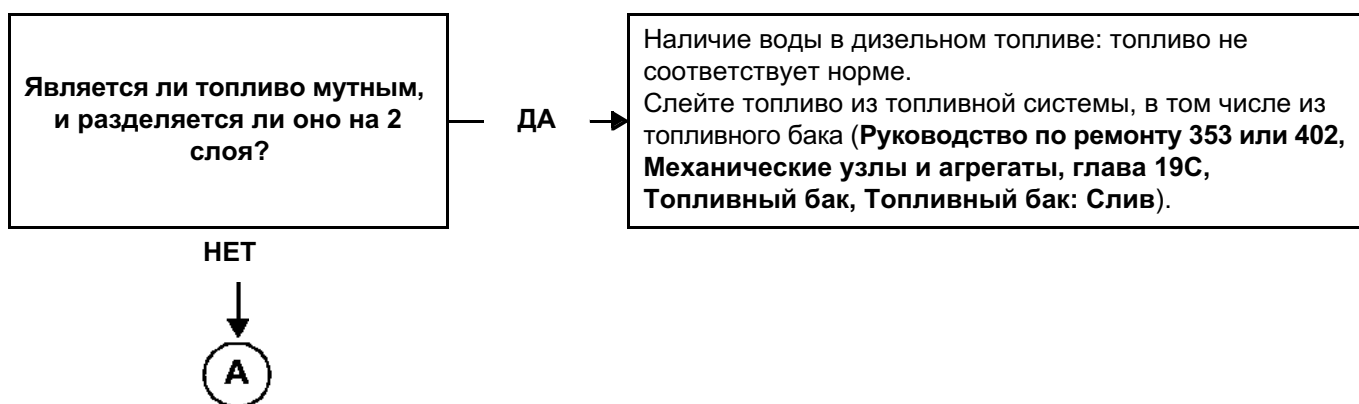 Является ли топливо мутным,
и разделяется ли оно на 2
слоя?
ДА
Наличие воды в дизельном топливе: топливо не
соответствует норме.
Слейте топливо из топливной системы, в том числе из
топливного бака (Руководство по ремонту 353 или 402,
Механические узлы и агрегаты, глава 19C,
Топливный бак, Топливный бак: Слив).
НЕТ
A